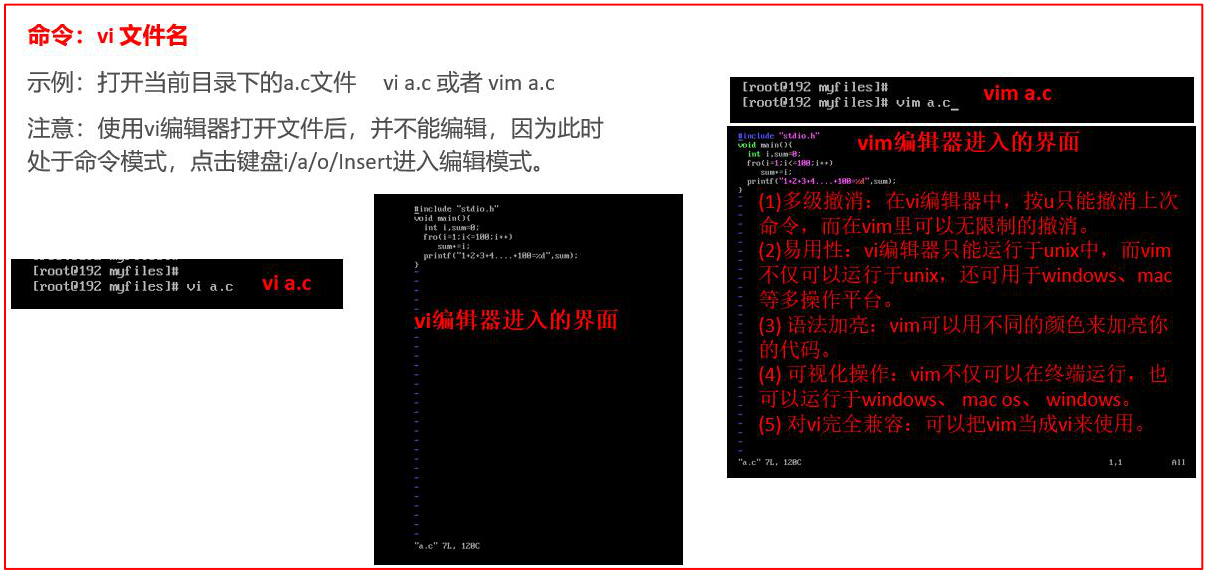 命令：vi 文件名
示例：打开当前目录下的a.c文件 vi a.c 或者 vim a.c
注意：使用vi编辑器打开文件后，并不能编辑，因为此时
处于命令模式，点击键盘i/a/o/Insert进入编辑模式。
[root@192 myfiles]#
[root@192 myfiles]# vi a.c
vi a.c
#include "stdio.h"
void main(){
int i,sum=0;
fro(i=1;i<=100;i++)
sum+=i;
printf("1+2+3+4....+100=%d",sum);
}
vi编辑器进入的界面
"a.c" 7L, 120C
[root@192 myfiles]#
[root@192 myfiles]# vim a.c_
vim a.c
#include "stdio.h"
void main(){
int i,sum=0;
fro(i=1;i<=100;i++)
sum+=i;
printf("1+2+3+4....+100=%d",sum);
}
vim编辑器进入的界面
(1)多级撤消：在vi编辑器中，按u只能撤消上次
命令，而在vim里可以无限制的撤消。
(2)易用性：vi编辑器只能运行于unix中，而vim
不仅可以运行于unix，还可用于windows、mac
等多操作平台。
(3) 语法加亮：vim可以用不同的颜色来加亮你
的代码。
(4) 可视化操作：vim不仅可以在终端运行，也
可以运行于windows、 mac os、 windows。
(5) 对vi完全兼容：可以把vim当成vi来使用。
"a.c" 7L, 120C 1,1 All